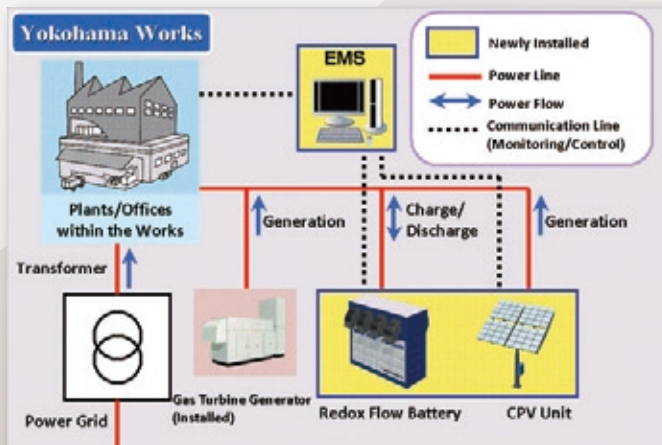 Yokohama Works
EMS
Newly Installed
Power Line
Power Flow
Communication Line
(Monitoring/Control)
Plants/Offices
within the Works
Generation
Charge/
Discharge
Generation
Transformer
Power Grid
Gas Turbine Generator
(Installed)
Redox Flow Battery
CPV Unit